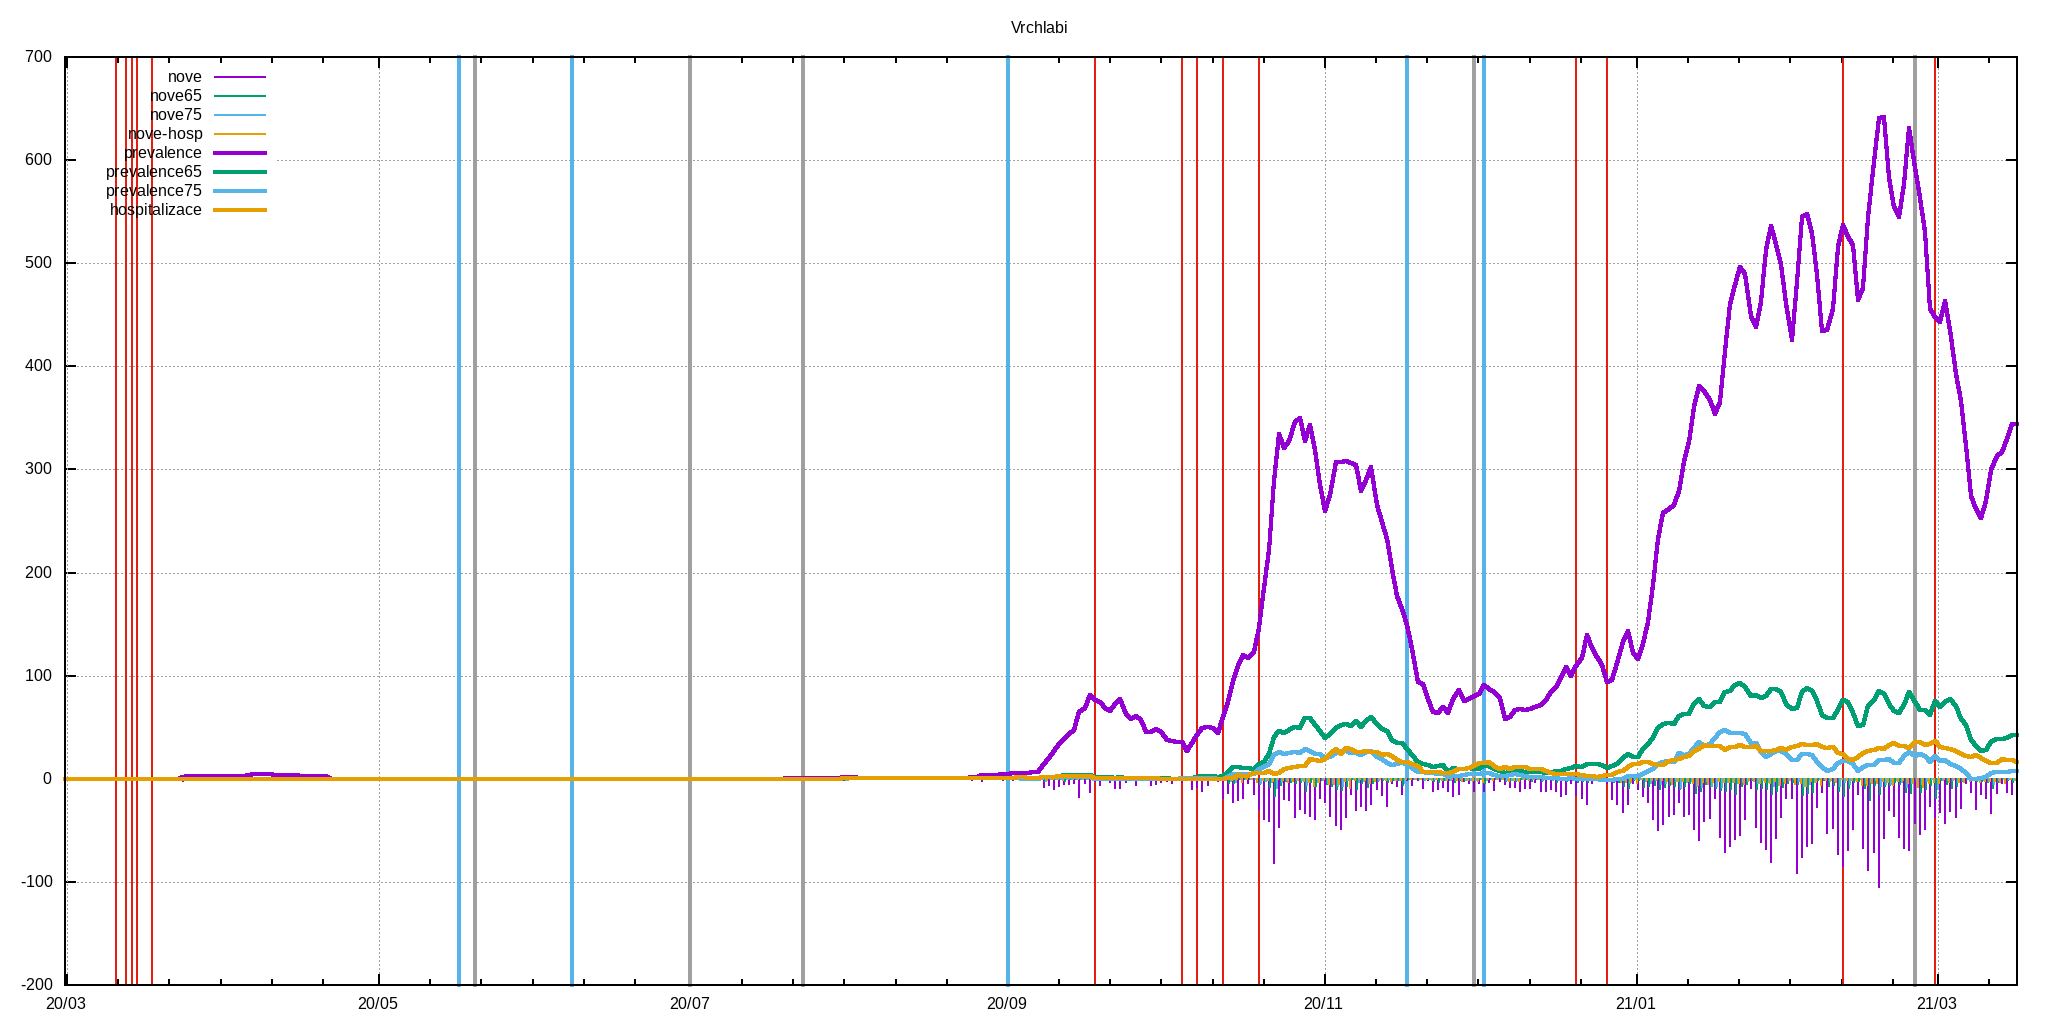 Vrchlabi
700
600
500
400
300
200
100
0
-100
-200
nove
nove65
nove75
nove-hosp
prevalence
prevalence65
prevalence75
hospitalizace
20/03 20/05 20/07 20/09 20/11 21/01 21/03